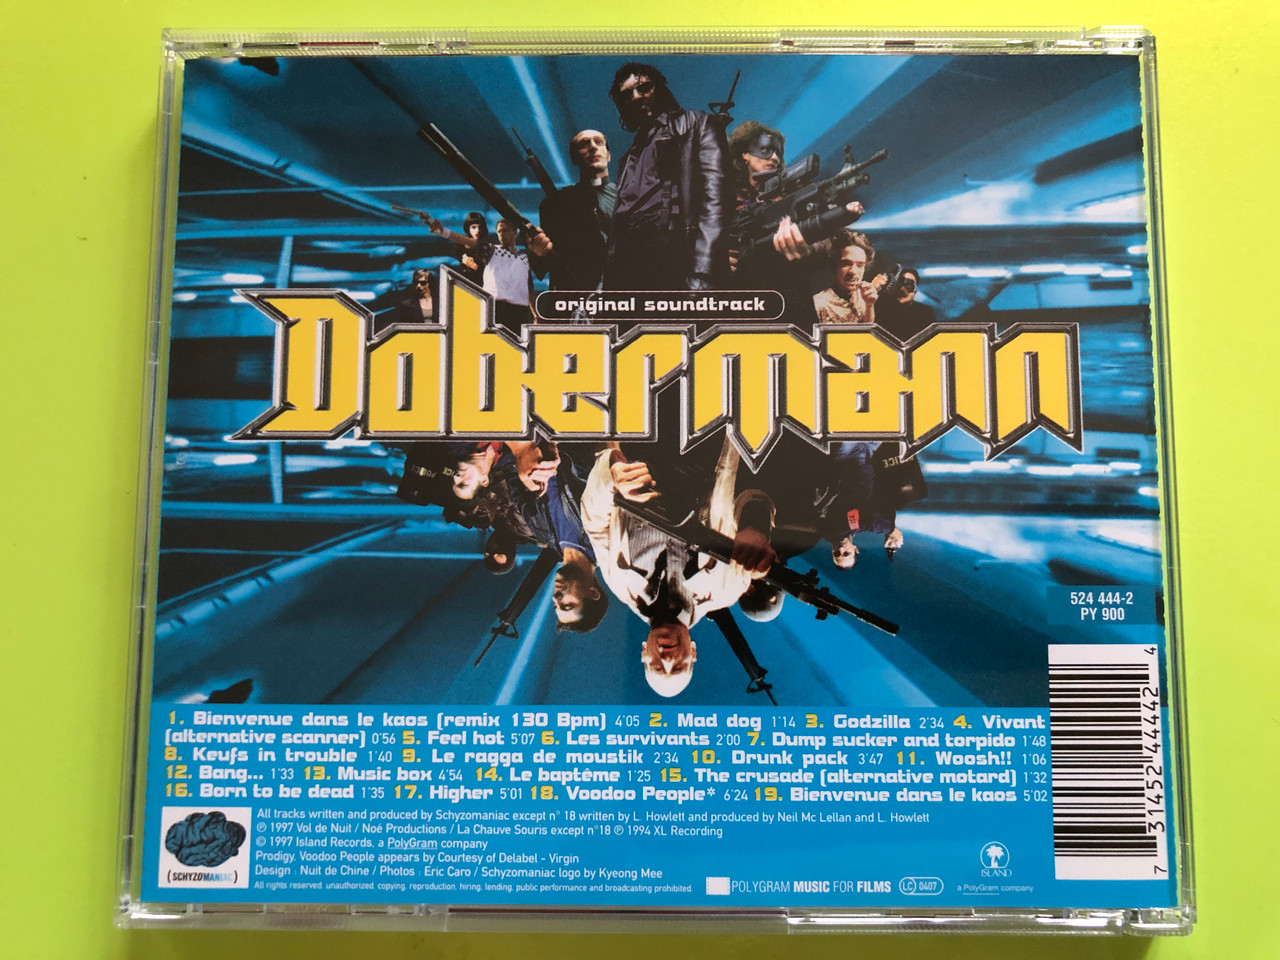 original soundtrack
Dobermann
POLICE
524 444-2
PY 900
1. Bienvenue dans le kaos (remix 130 Bpm) 4'05 2. Mad dog 1'14 3. Godzilla 2'34 4. Vivant
(alternative scanner) 0'56 5. Feel hot 5'07 6. Les survivants 2'00 7. Dump sucker and torpido 1'48
8. Keufs in trouble 1'40 9. Le ragga de moustik 2'34 10. Drunk pack 3'47 11. Woosh!! 1'06
12. Bang... 1'33 13. Music box 4'54 14. Le baptême 1'25 15. The crusade (alternative motard) 1'32
16. Born to be dead 1'35 17. Higher 5'01 18. Voodoo People* 6'24 19. Bienvenue dans le kaos 5'02
All tracks written and produced by Schyzomaniac except n° 18 written by L. Howlett and produced by Neil Mc Lellan and L. Howlett
℗ 1997 Vol de Nuit / Noé Productions / La Chauve Souris except n°18 ℗ 1994 XL Recording
© 1997 Island Records, a PolyGram company
Prodigy, Voodoo People appears by Courtesy of Delabel - Virgin
Design : Nuit de Chine / Photos : Eric Caro / Schyzomaniac logo by Kyeong Mee
All rights reserved. unauthorized. copying, reproduction, hiring, lending, public performance and broadcasting prohibited.
(SCHYZOMANIAC)
POLYGRAM MUSIC FOR FILMS
LC 0407
ISLAND
a PolyGram company
7 31452 44442 4